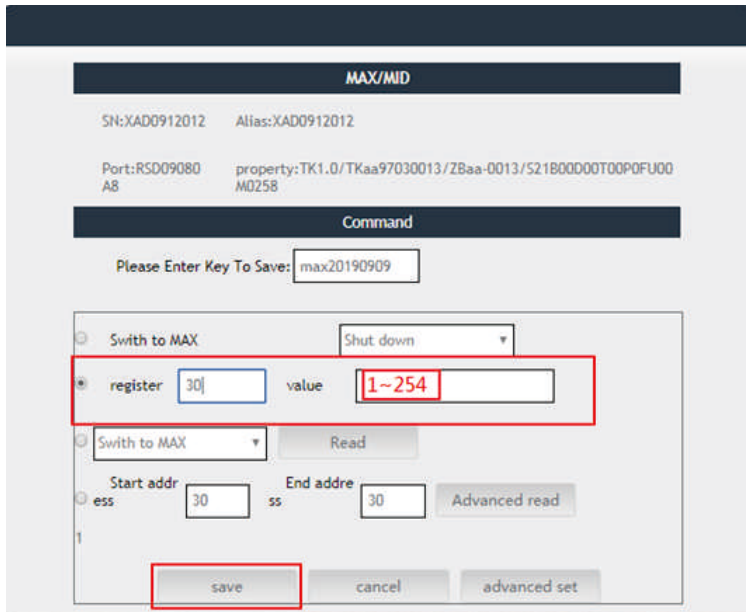 MAX/MID
SN:XAD0912012 Alias:XAD0912012
Port:RSD09080 property:TK1.0/TKaa97030013/ZBaa-0013/S21B00D00T00P0FU00
A8 M0258
Command
Please Enter Key To Save: max20190909
Swith to MAX Shut down
register 30 value 1~254
Swith to MAX Read
Start addr End addre
ess 30 ss 30 Advanced read
1
save cancel advanced set